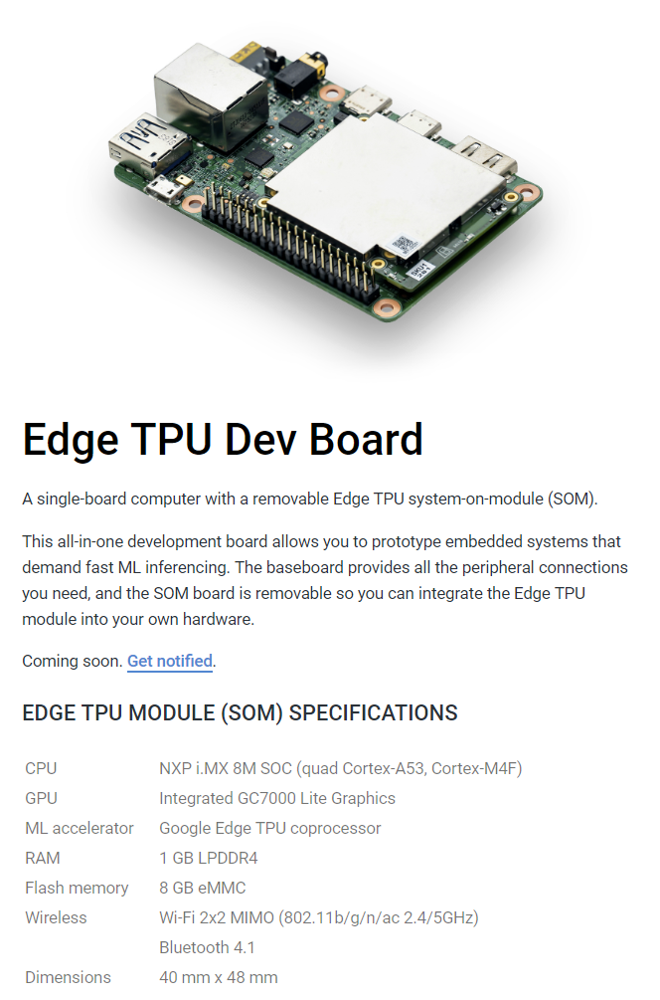 Edge TPU Dev Board
A single-board computer with a removable Edge TPU system-on-module (SOM).
This all-in-one development board allows you to prototype embedded systems that
demand fast ML inferencing. The baseboard provides all the peripheral connections
you need, and the SOM board is removable so you can integrate the Edge TPU
module into your own hardware.
Coming soon. Get notified.
EDGE TPU MODULE (SOM) SPECIFICATIONS
CPU NXP i.MX 8M SOC (quad Cortex-A53, Cortex-M4F)
GPU Integrated GC7000 Lite Graphics
ML accelerator Google Edge TPU coprocessor
RAM 1 GB LPDDR4
Flash memory 8 GB eMMC
Wireless Wi-Fi 2x2 MIMO (802.11b/g/n/ac 2.4/5GHz)
Bluetooth 4.1
Dimensions 40 mm x 48 mm